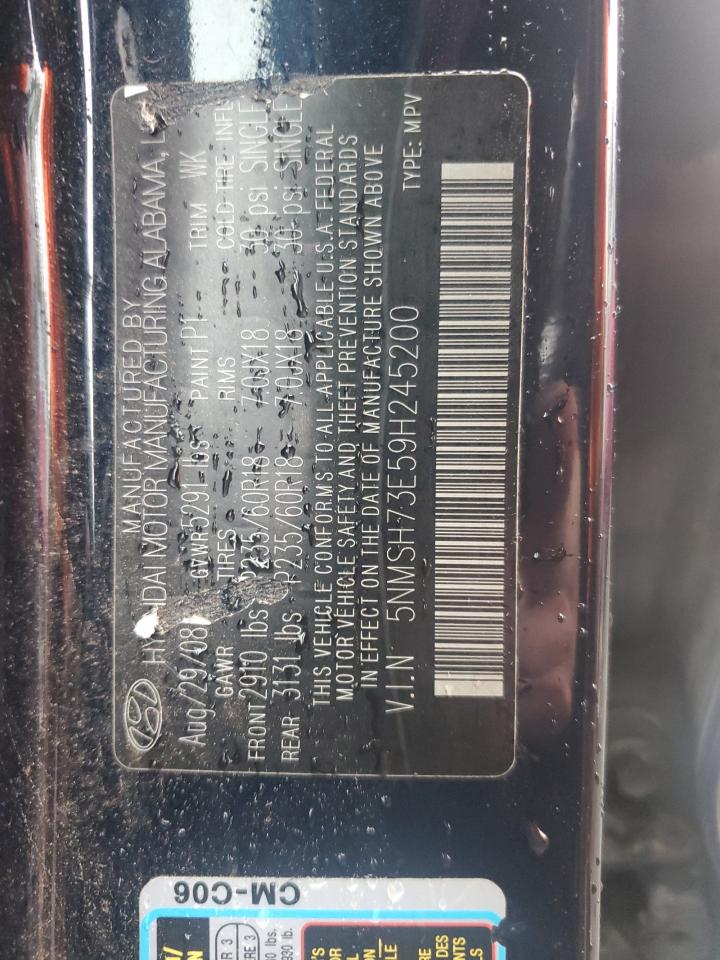 MANUFACTURED BY
HYUNDAI MOTOR MANUFACTURING ALABAMA, L
Aug/29/08 GVWR 5291 lbs PAINT PT TRIM WK
GAWR TIRES RIMS COLD TIRE INFL
FRONT 2910 lbs P235/60R18 7.0JX18 30 psi SINGLE
REAR 3131 lbs P235/60R18 7.0JX18 30 psi SINGLE
THIS VEHICLE CONFORMS TO ALL APPLICABLE U.S.A. FEDERAL
MOTOR VEHICLE SAFETY AND THEFT PREVENTION STANDARDS
IN EFFECT ON THE DATE OF MANUFACTURE SHOWN ABOVE
V.I.N 5NMSH73E59H245200 TYPE: MPV
CM-C06